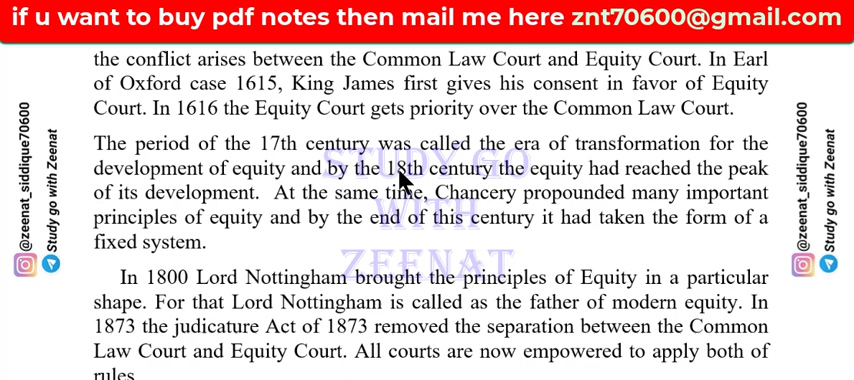 if u want to buy pdf notes then mail me here znt70600@gmail.com
the conflict arises between the Common Law Court and Equity Court. In Earl
of Oxford case 1615, King James first gives his consent in favor of Equity
Court. In 1616 the Equity Court gets priority over the Common Law Court.
The period of the 17th century was called the era of transformation for the
development of equity and by the 18th century the equity had reached the peak
of its development. At the same time, Chancery propounded many important
principles of equity and by the end of this century it had taken the form of a
fixed system.
In 1800 Lord Nottingham brought the principles of Equity in a particular
shape. For that Lord Nottingham is called as the father of modern equity. In
1873 the judicature Act of 1873 removed the separation between the Common
Law Court and Equity Court. All courts are now empowered to apply both of
rules
@zeenat_siddique70600
Study go with Zeenat
@zeenat_siddique70600
Study go with Zeenat
STUDY GO
WITH
ZEENAT